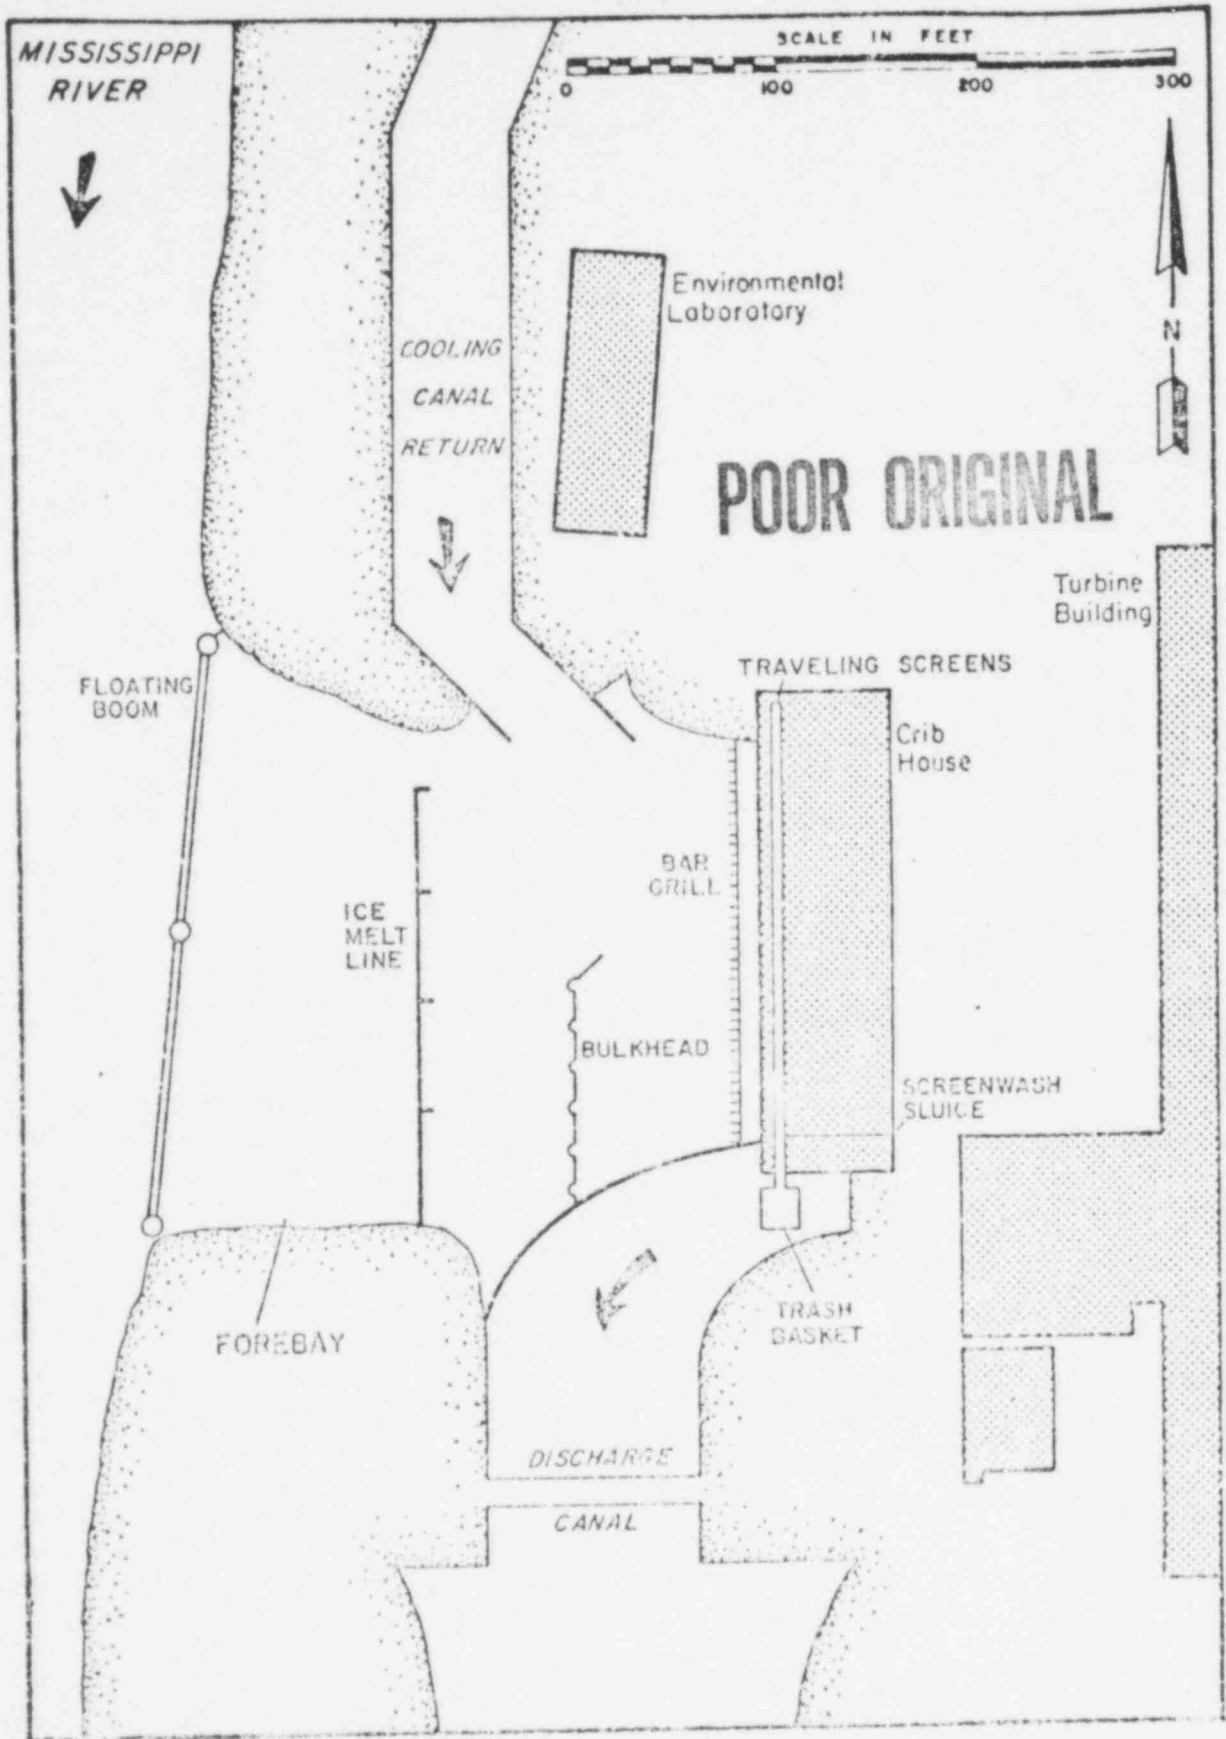 MISSISSIPPI
RIVER
SCALE IN FEET
0 100 200 300
N
Environmental
Laboratory
COOLING
CANAL
RETURN
POOR ORIGINAL
Turbine
Building
TRAVELING SCREENS
FLOATING
BOOM
Crib
House
BAR
GRILL
ICE
MELT
LINE
BULKHEAD
SCREENWASH
SLUICE
TRASH
BASKET
FOREBAY
DISCHARGE
CANAL